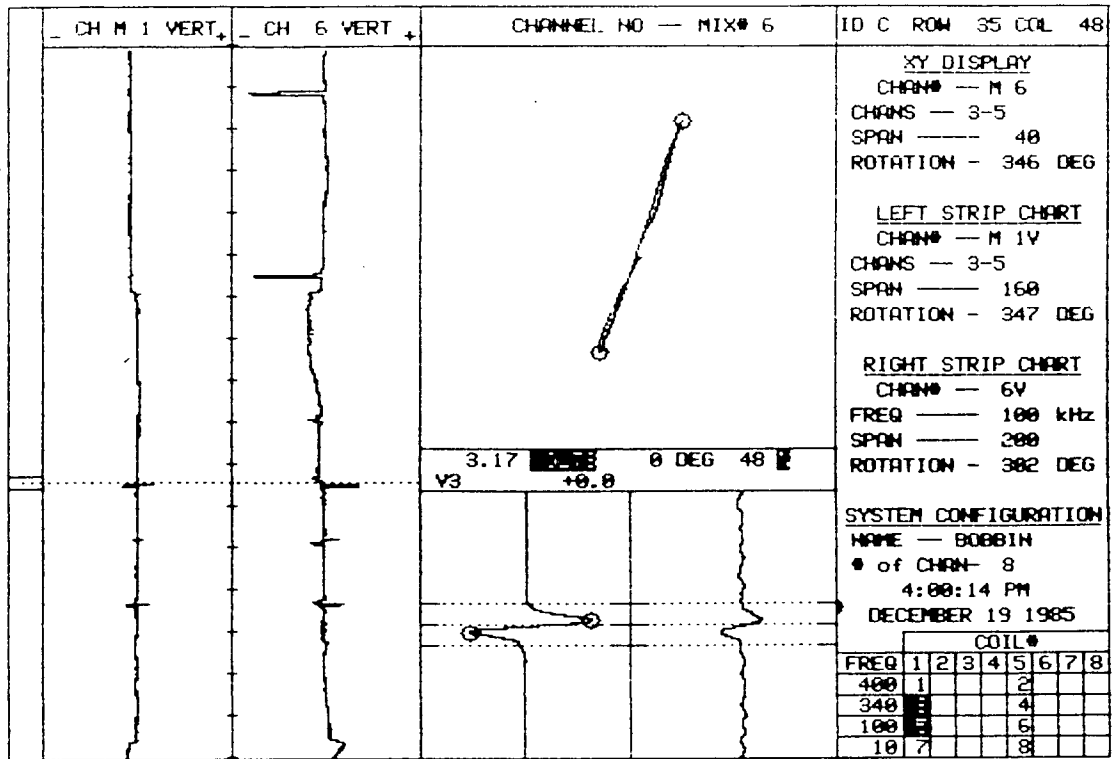 _ CH M 1 VERT + _ CH 6 VERT + CHANNEL NO -- MIX# 6 ID C ROW 35 COL 48
XY DISPLAY
CHAN# -- M 6
CHANS -- 3-5
SPAN ----- 40
ROTATION - 346 DEG
LEFT STRIP CHART
CHAN# -- M 1V
CHANS -- 3-5
SPAN ----- 160
ROTATION - 347 DEG
RIGHT STRIP CHART
CHAN# -- 6V
FREQ ----- 100 kHz
SPAN ----- 200
ROTATION - 302 DEG
3.17 0 DEG 48
V3 +0.0
SYSTEM CONFIGURATION
NAME -- BOBBIN
# of CHAN- 8
4:00:14 PM
DECEMBER 19 1985
COIL#
FREQ 1 2 3 4 5 6 7 8
400 1 2
340 4
100 6
10 7 8